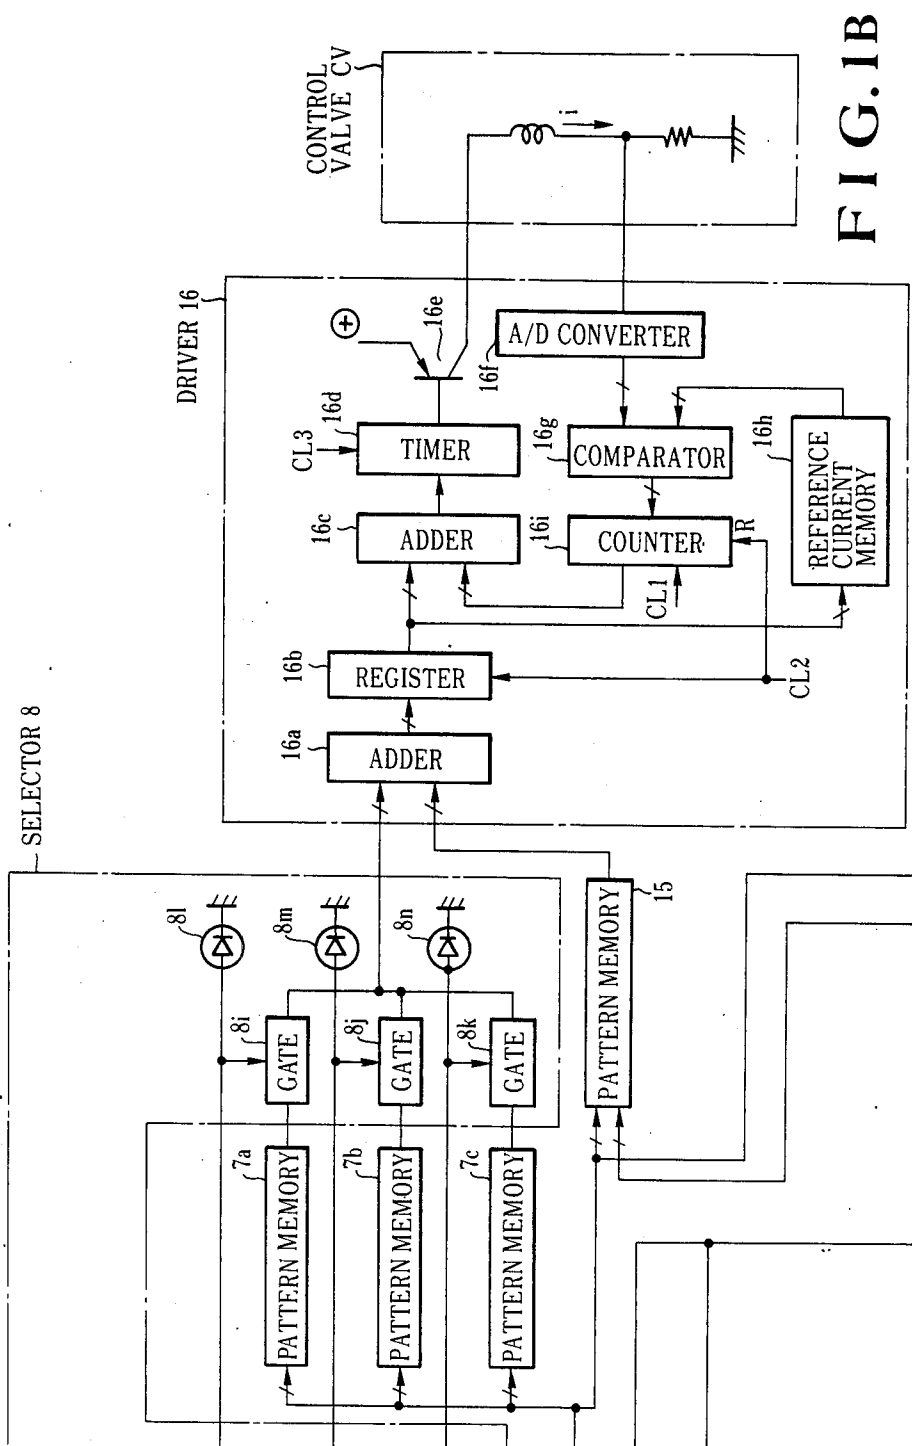 FIG.1B
CONTROL
VALVE CV
i
DRIVER 16
16e
+
A/D CONVERTER
16f
CL3
TIMER
16d
COMPARATOR
16g
REFERENCE
CURRENT
MEMORY
16h
ADDER
16c
COUNTER
16i
R
CL1
REGISTER
16b
CL2
ADDER
16a
SELECTOR 8
8l
8m
8n
GATE
8i
GATE
8j
GATE
8k
PATTERN MEMORY
7a
PATTERN MEMORY
7b
PATTERN MEMORY
7c
PATTERN MEMORY
15